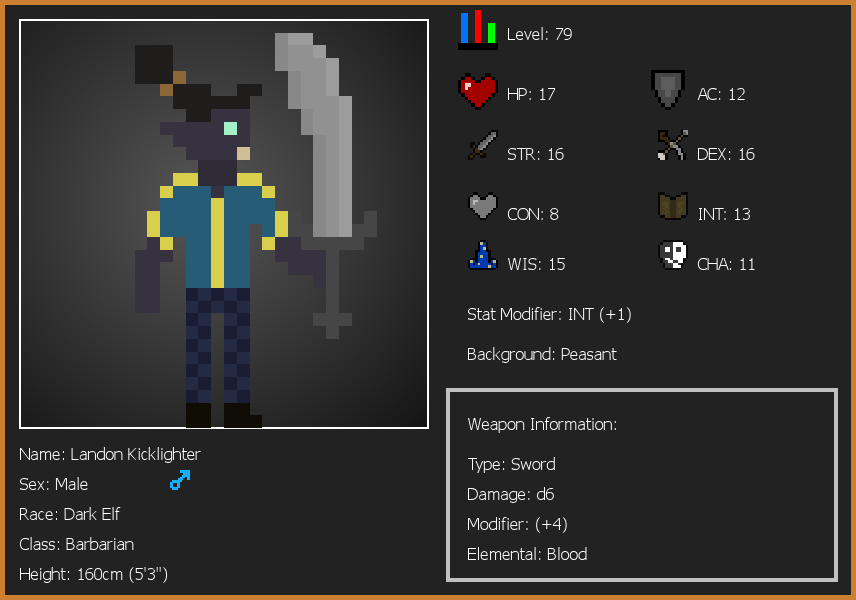 Level: 79
HP: 17
AC: 12
STR: 16
DEX: 16
CON: 8
INT: 13
WIS: 15
CHA: 11
Stat Modifier: INT (+1)
Background: Peasant
Weapon Information:
Type: Sword
Damage: d6
Modifier: (+4)
Elemental: Blood
Name: Landon Kicklighter
Sex: Male
Race: Dark Elf
Class: Barbarian
Height: 160cm (5'3")